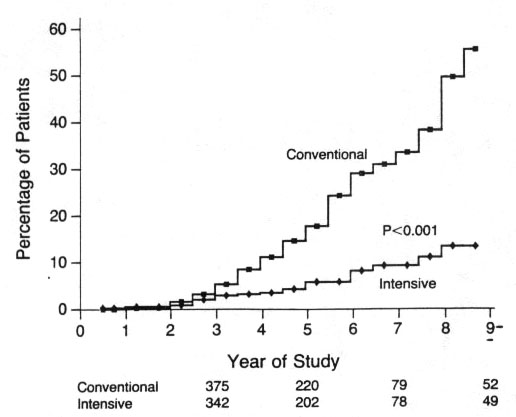 60
50
40
30
20
10
0
Percentage of Patients
Conventional
P<0.001
Intensive
0 1 2 3 4 5 6 7 8 9
Year of Study
Conventional 375 220 79 52
Intensive 342 202 78 49